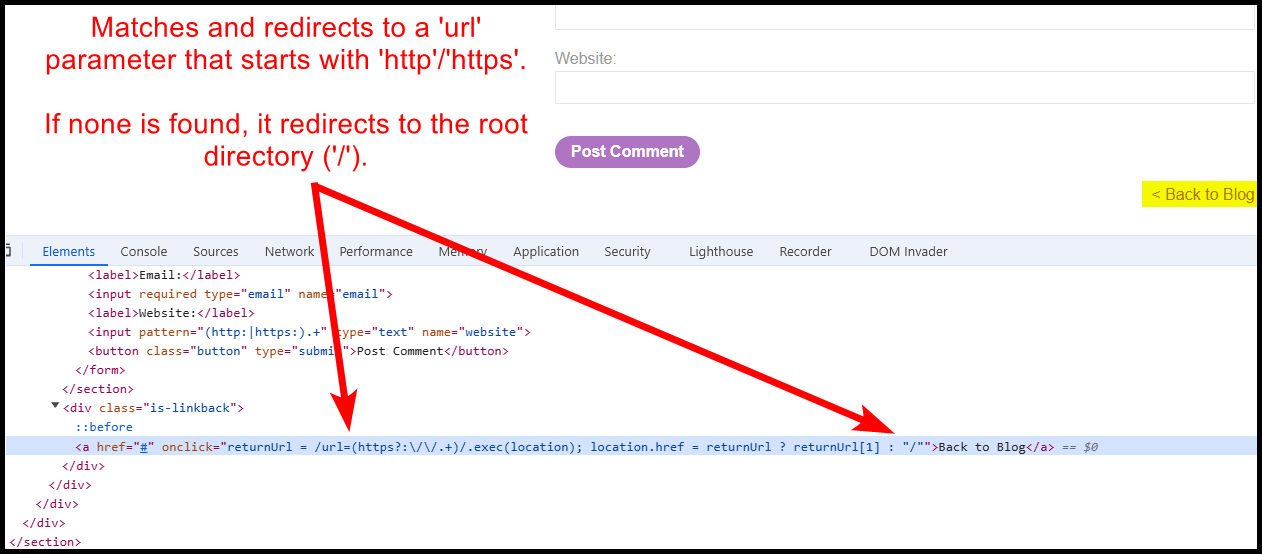 Matches and redirects to a 'url'
parameter that starts with 'http'/'https'.
If none is found, it redirects to the root
directory ('/').
Website:
Post Comment
< Back to Blog
Elements Console Sources Network Performance Memory Application Security Lighthouse Recorder DOM Invader
<label>Email:</label>
<input required type="email" name="email">
<label>Website:</label>
<input pattern="(http:|https:).+" type="text" name="website">
<button class="button" type="submit">Post Comment</button>
</form>
</section>
<div class="is-linkback">
::before
<a href="#" onclick="returnUrl = /url=(https?:\/\/.+)/.exec(location); location.href = returnUrl ? returnUrl[1] : "/"">Back to Blog</a> == $0
</div>
</div>
</div>
</div>
</section>